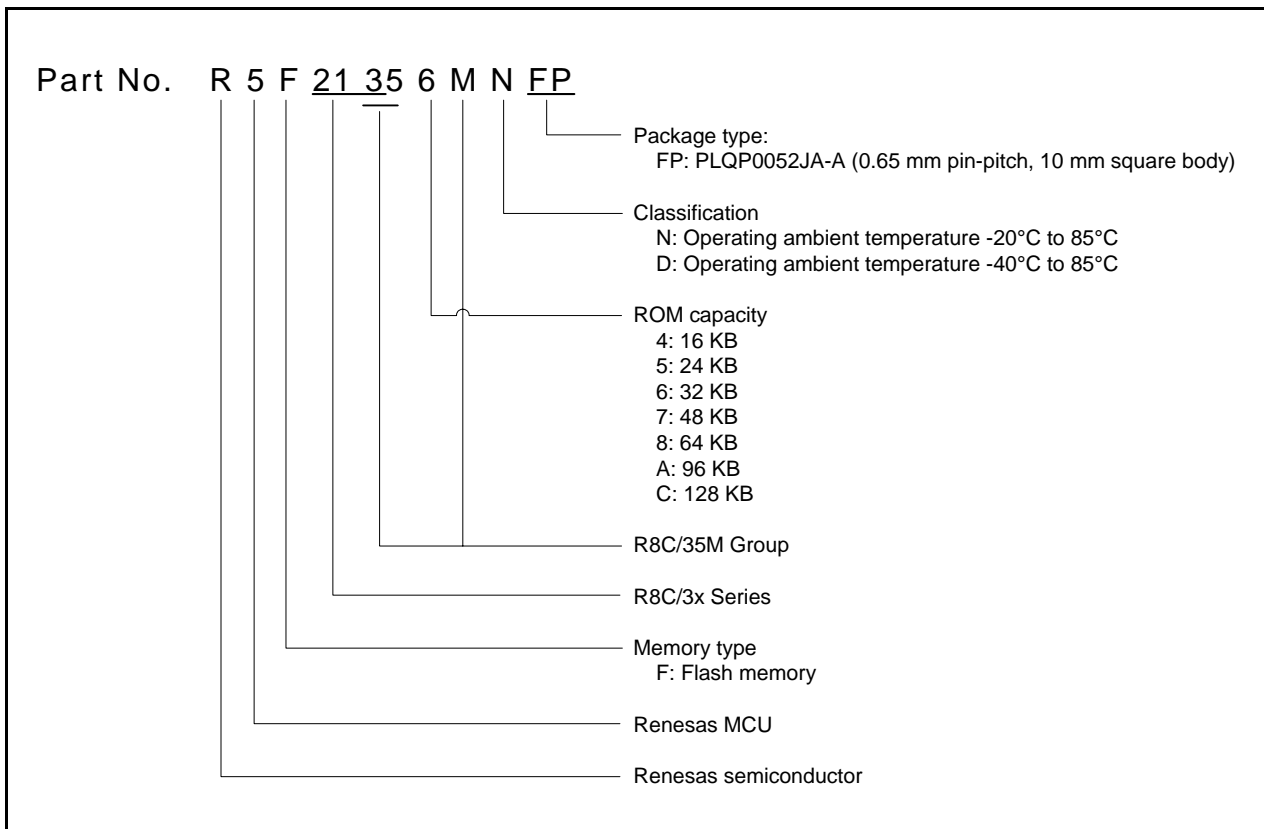 Part No. R 5 F 21 35 6 M N FP
Package type:
FP: PLQP0052JA-A (0.65 mm pin-pitch, 10 mm square body)
Classification
N: Operating ambient temperature -20°C to 85°C
D: Operating ambient temperature -40°C to 85°C
ROM capacity
4: 16 KB
5: 24 KB
6: 32 KB
7: 48 KB
8: 64 KB
A: 96 KB
C: 128 KB
R8C/35M Group
R8C/3x Series
Memory type
F: Flash memory
Renesas MCU
Renesas semiconductor